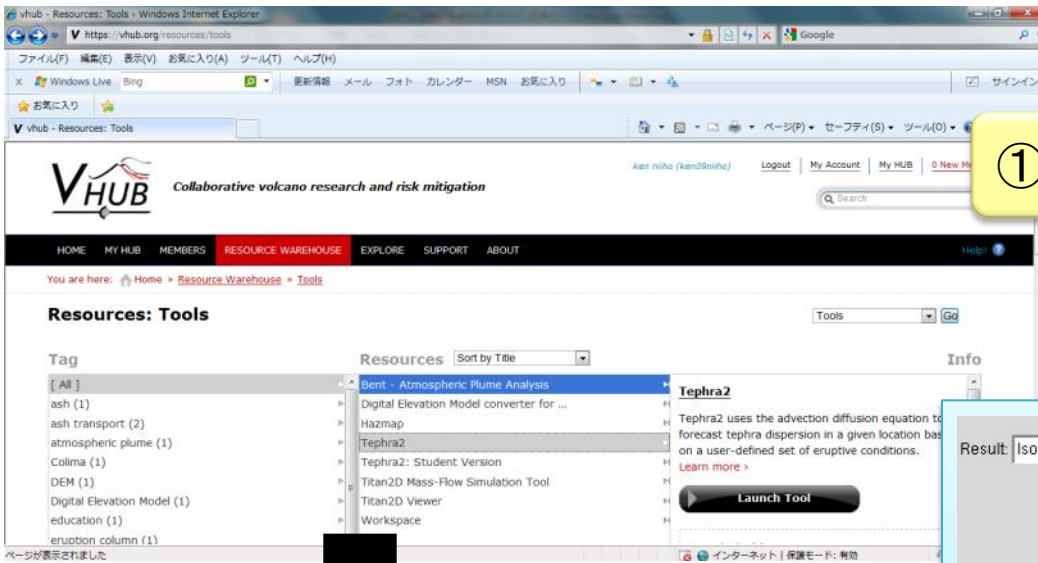 vhub - Resources: Tools - Windows Internet Explorer
https://vhub.org/resources/tools
Google
ファイル(F) 編集(E) 表示(V) お気に入り(A) ツール(T) ヘルプ(H)
x Windows Live Bing 更新情報 メール フォト カレンダー MSN お気に入り サインイン
お気に入り
vhub - Resources: Tools ページ(P) セーフティ(S) ツール(O)
①
VHUB Collaborative volcano research and risk mitigation
ken niiho (ken09niiho) Logout My Account My HUB 0 New Me
Search
HOME MY HUB MEMBERS RESOURCE WAREHOUSE EXPLORE SUPPORT ABOUT Help! ?
You are here: Home » Resource Warehouse » Tools
Resources: Tools
Tools Go
Tag Resources Sort by Title Info
[ All ]
ash (1)
ash transport (2)
atmospheric plume (1)
Colima (1)
DEM (1)
Digital Elevation Model (1)
education (1)
eruption column (1)
Bent - Atmospheric Plume Analysis
Digital Elevation Model converter for ...
Hazmap
Tephra2
Tephra2: Student Version
Titan2D Mass-Flow Simulation Tool
Titan2D Viewer
Workspace
Tephra2
Tephra2 uses the advection diffusion equation to
forecast tephra dispersion in a given location bas
on a user-defined set of eruptive conditions.
Learn more ›
Launch Tool
Result: Iso
ページが表示されました
インターネット | 保護モード: 有効